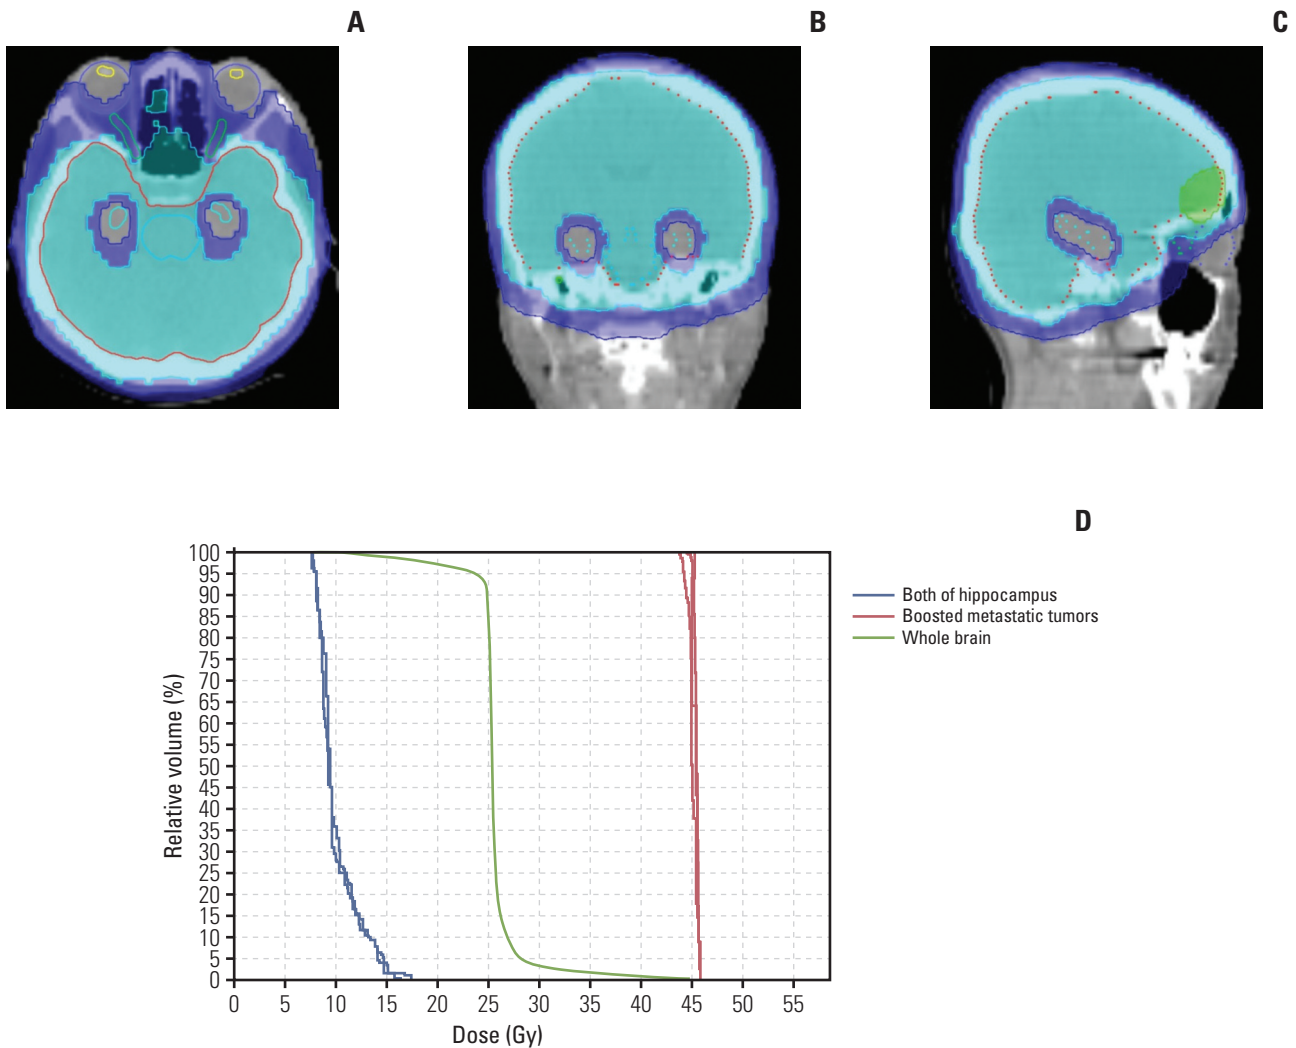 A
B
C
D
100
95
90
85
80
75
70
65
60
55
50
45
40
35
30
25
20
15
10
5
0
Relative volume (%)
0 5 10 15 20 25 30 35 40 45 50 55
Dose (Gy)
Both of hippocampus
Boosted metastatic tumors
Whole brain